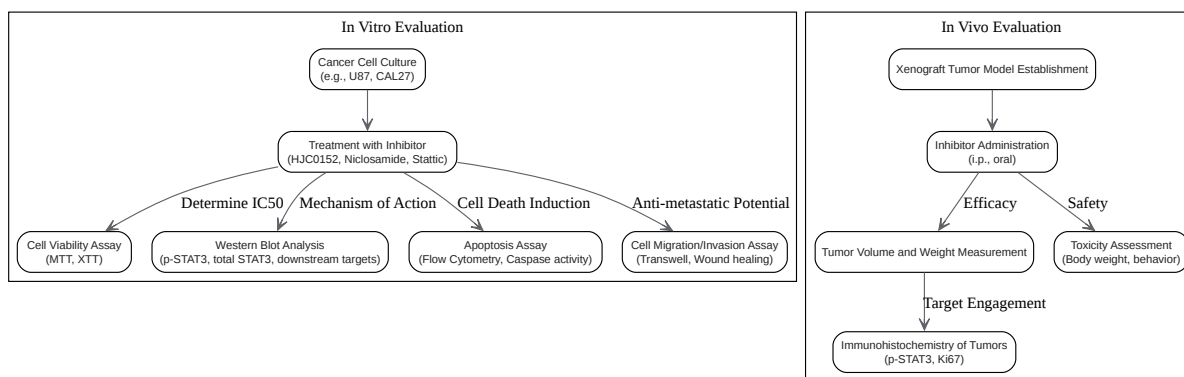 In Vitro Evaluation
Cancer Cell Culture
(e.g., U87, CAL27)
Treatment with Inhibitor
(HJC0152, Niclosamide, Stattic)
Determine IC50
Mechanism of Action
Cell Death Induction
Anti-metastatic Potential
Cell Viability Assay
(MTT, XTT)
Western Blot Analysis
(p-STAT3, total STAT3, downstream targets)
Apoptosis Assay
(Flow Cytometry, Caspase activity)
Cell Migration/Invasion Assay
(Transwell, Wound healing)
In Vivo Evaluation
Xenograft Tumor Model Establishment
Inhibitor Administration
(i.p., oral)
Efficacy
Safety
Tumor Volume and Weight Measurement
Toxicity Assessment
(Body weight, behavior)
Target Engagement
Immunohistochemistry of Tumors
(p-STAT3, Ki67)